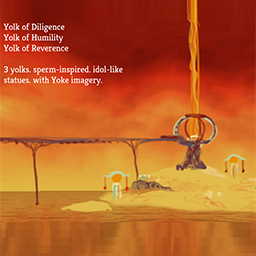 Yolk of Diligence
Yolk of Humility
Yolk of Reverence
3 yolks. sperm-inspired. idol-like
statues. with Yoke imagery.